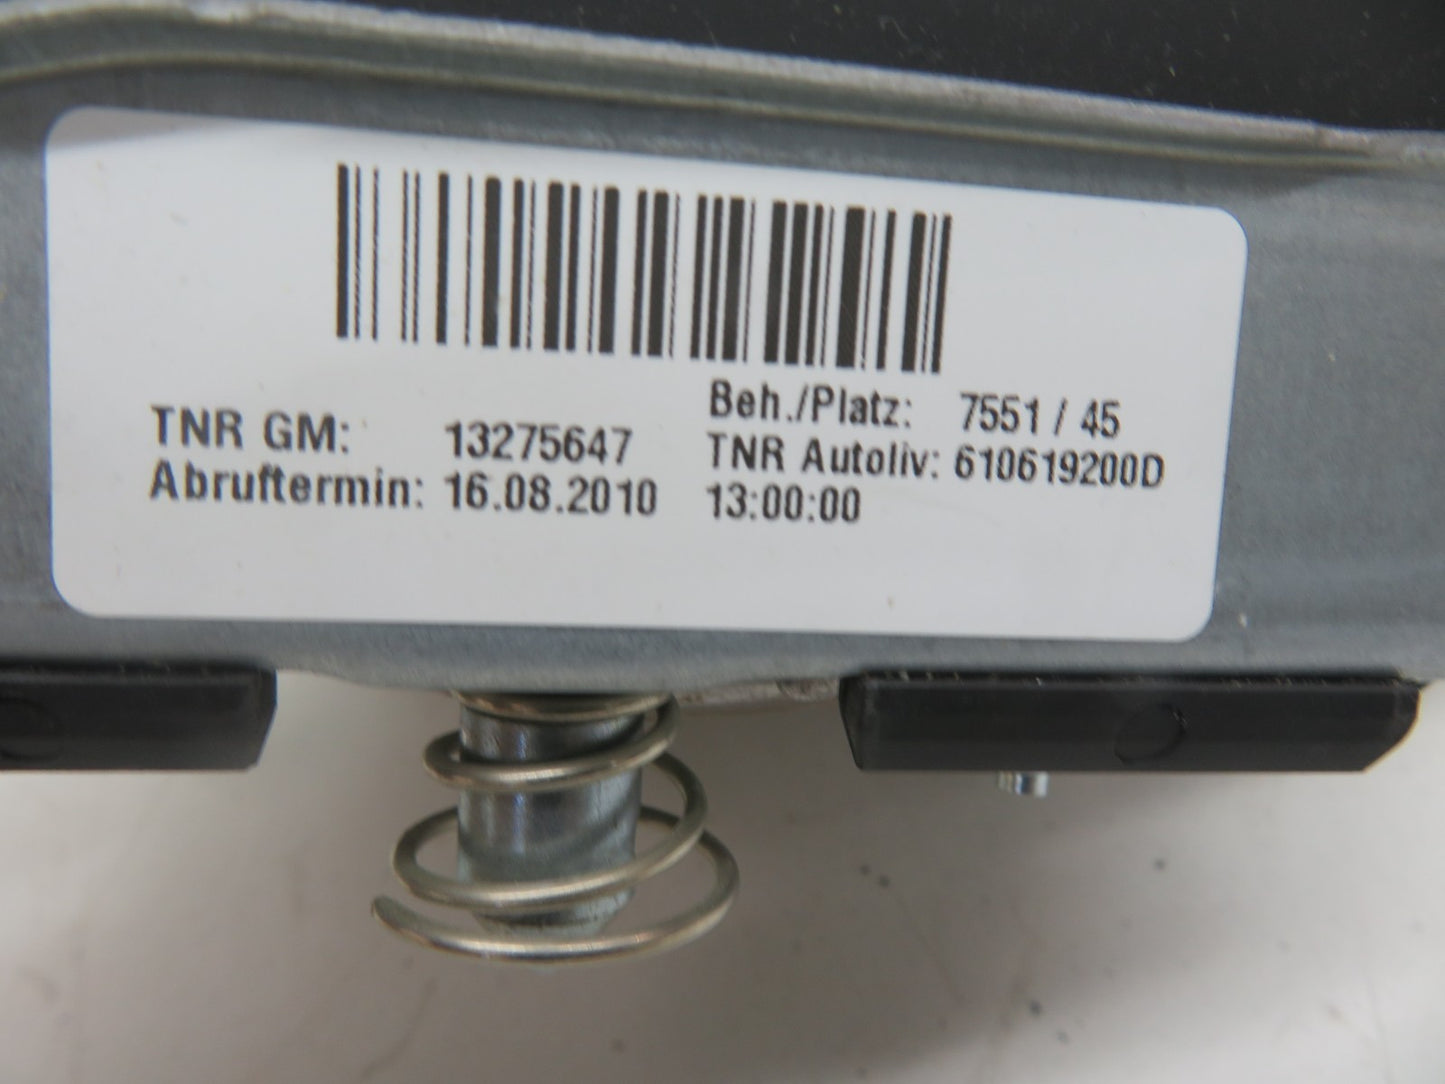 Beh./Platz: 7551 / 45
TNR GM: 13275647 TNR Autoliv: 610619200D
Abruftermin: 16.08.2010 13:00:00